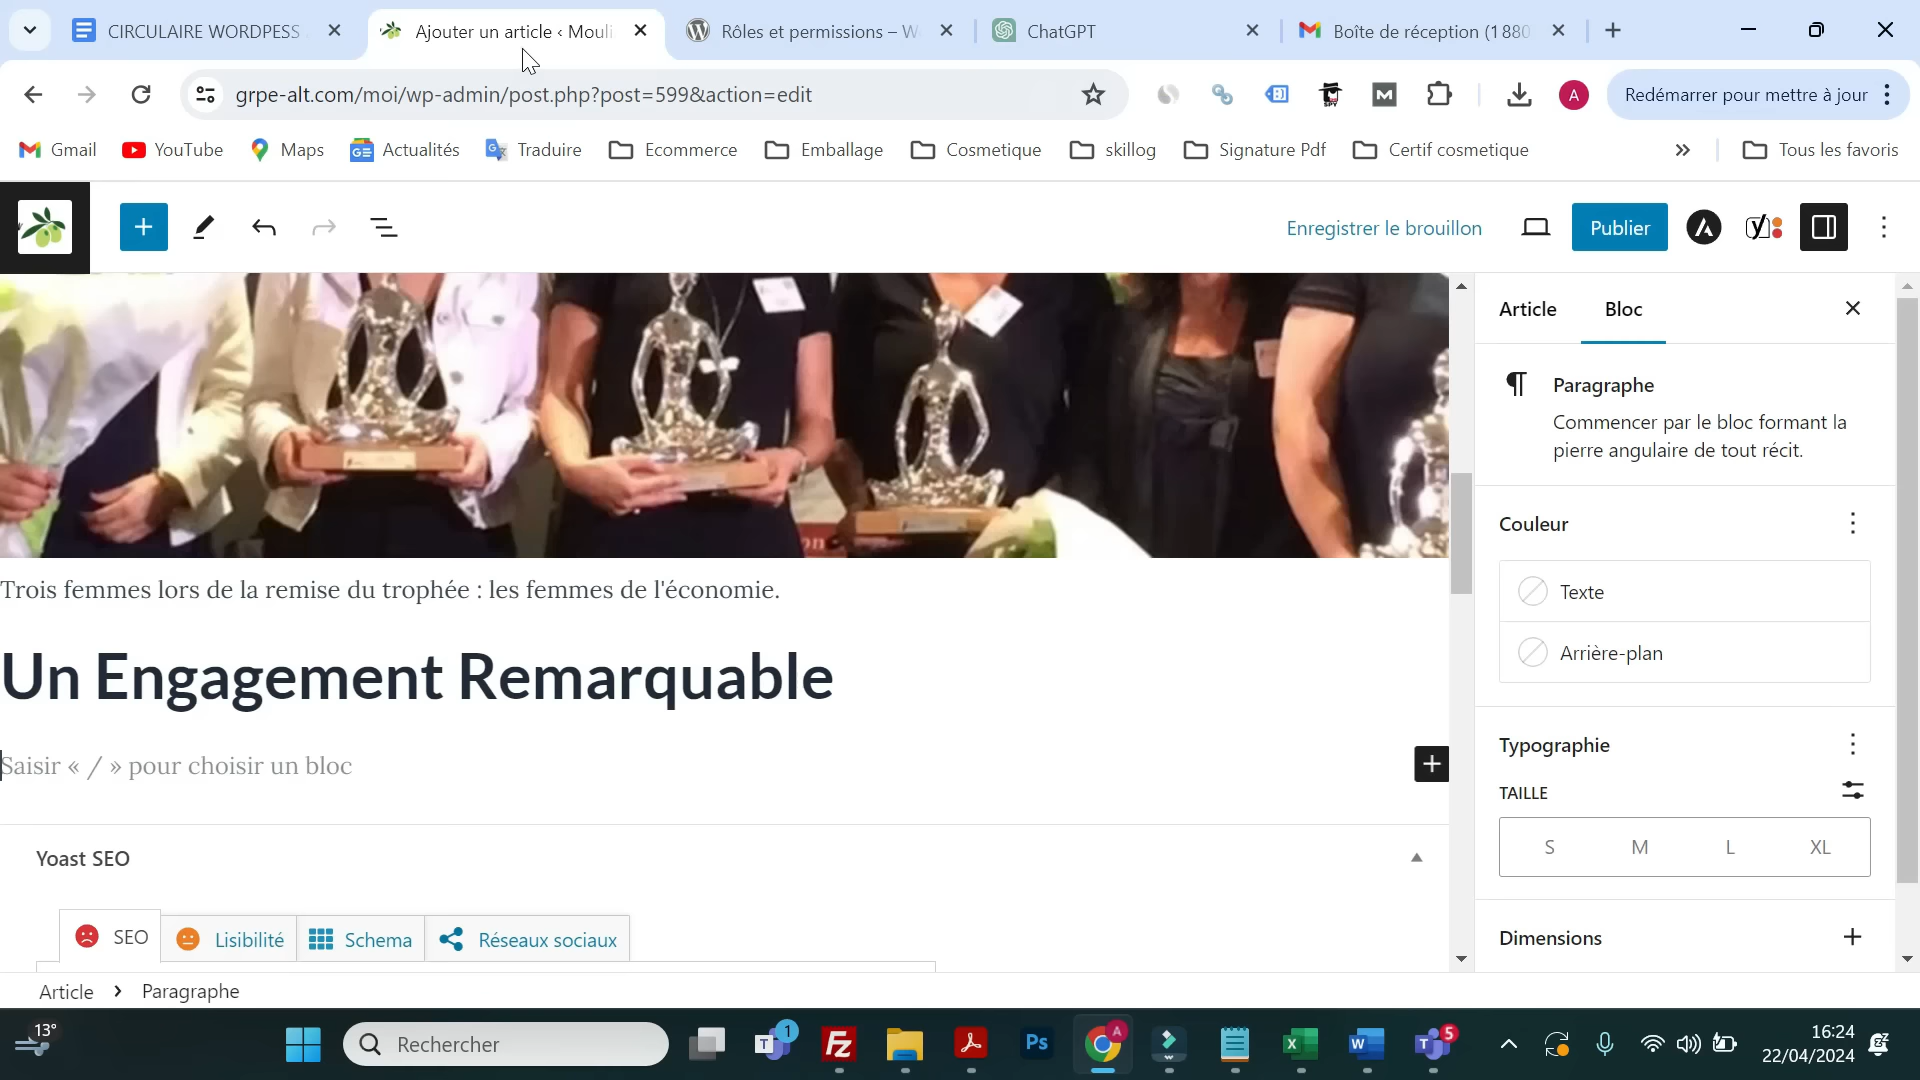 CIRCULAIRE WORDPESS
Ajouter un article ‹ Mouli
Rôles et permissions – W
ChatGPT
Boîte de réception (1 880
grpe-alt.com/moi/wp-admin/post.php?post=599&action=edit
A
Redémarrer pour mettre à jour
Gmail
YouTube
Maps
Actualités
Traduire
Ecommerce
Emballage
Cosmetique
skillog
Signature Pdf
Certif cosmetique
»
Tous les favoris
Enregistrer le brouillon
Publier
Article
Bloc
Paragraphe
Commencer par le bloc formant la
pierre angulaire de tout récit.
Couleur
Texte
Arrière-plan
Typographie
TAILLE
S
M
L
XL
Dimensions
Trois femmes lors de la remise du trophée : les femmes de l'économie.
Un Engagement Remarquable
Saisir « / » pour choisir un bloc
Yoast SEO
SEO
Lisibilité
Schema
Réseaux sociaux
Article
Paragraphe
13°
Rechercher
1
5
16:24
22/04/2024